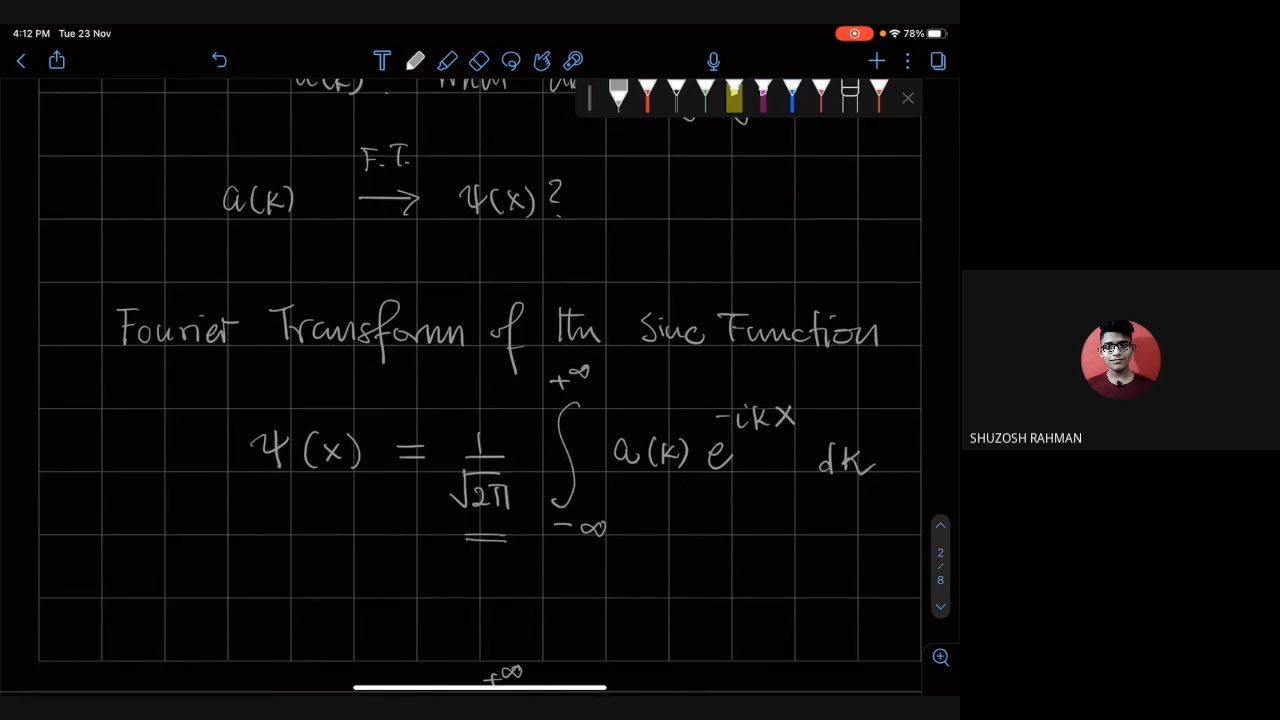 4:12 PM Tue 23 Nov
78%
T
a(k)
F.T.
a(k) → ψ(x)?
Fourier Transform of the Sinc Function
ψ(x) = 1/√2π ∫ -∞ +∞ a(k) e^-ikx dk
+∞
2
/
8
SHUZOSH RAHMAN